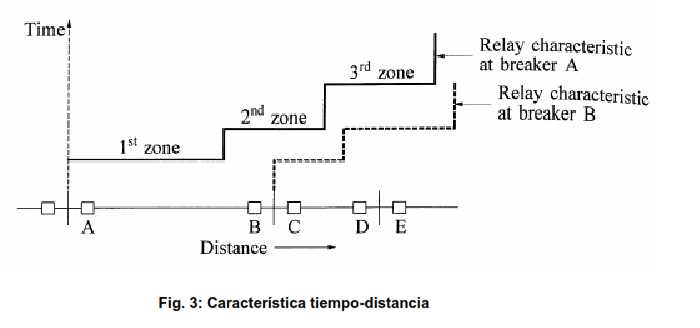 Time
3rd zone
Relay characteristic
at breaker A
Relay characteristic
at breaker B
2nd zone
1st zone
A B C D E
Distance
Fig. 3: Característica tiempo-distancia